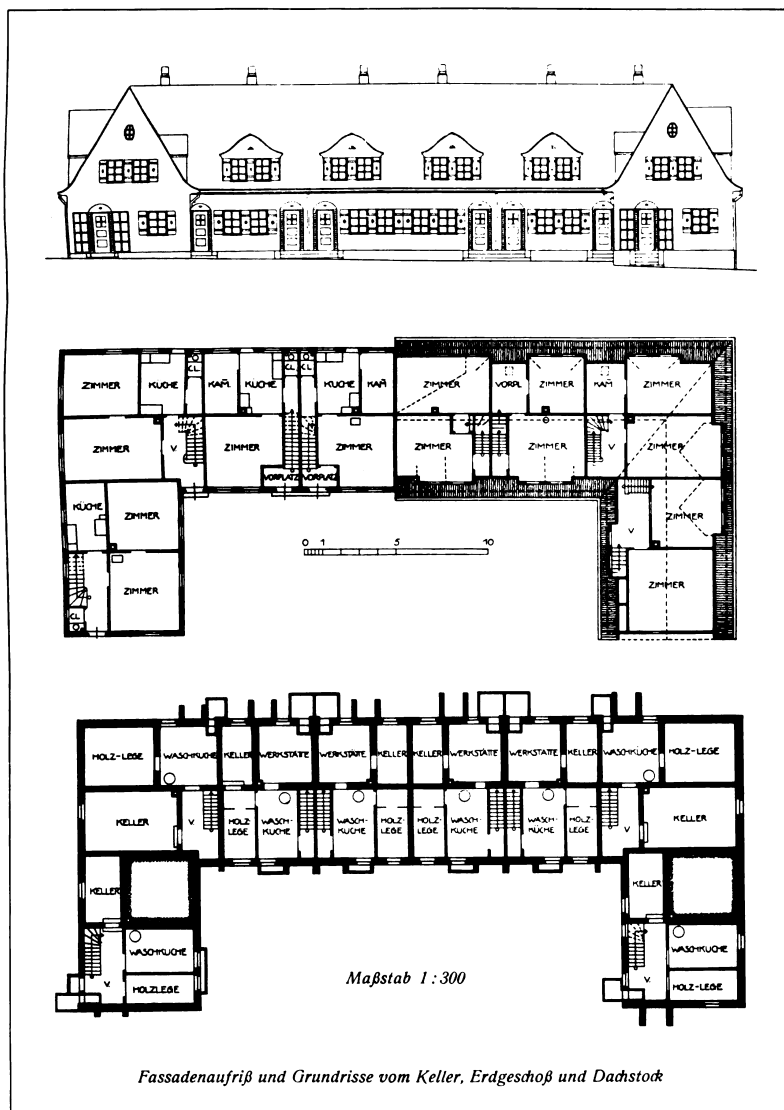 ZIMMER KÜCHE CL. KAM. KÜCHE CL. CL. KÜCHE KAM. ZIMMER VORPL. ZIMMER KAM. ZIMMER
ZIMMER V. ZIMMER ZIMMER ZIMMER ZIMMER V. ZIMMER
VORPLATZ VORPLATZ
KÜCHE ZIMMER V. ZIMMER
0 1 5 10
ZIMMER ZIMMER
CL.
HOLZ-LEGE WASCHKÜCHE KELLER WERKSTÄTTE WERKSTÄTTE KELLER KELLER WERKSTÄTTE WERKSTÄTTE KELLER WASCHKÜCHE HOLZ-LEGE
KELLER V. HOLZ- WASCH- WASCH- HOLZ- HOLZ- WASCH- WASCH- HOLZ- V. KELLER
LEGE KÜCHE KÜCHE LEGE LEGE KÜCHE KÜCHE LEGE
KELLER KELLER
WASCHKÜCHE WASCHKÜCHE
V. HOLZLEGE V. HOLZ-LEGE
Maßstab 1:300
Fassadenaufriß und Grundrisse vom Keller, Erdgeschoß und Dachstock